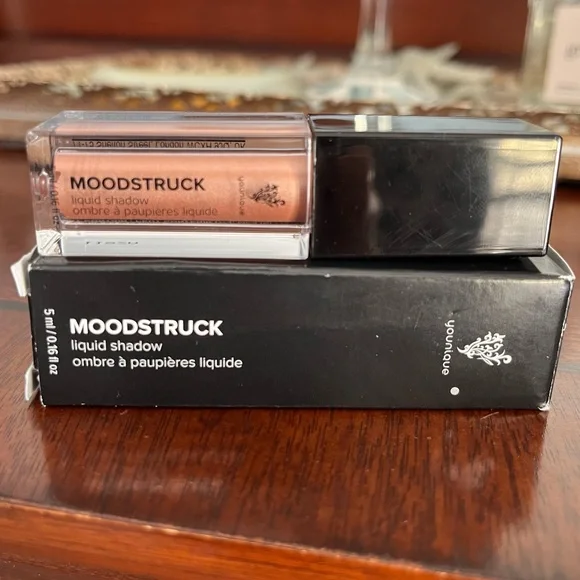 MOODSTRUCK
liquid shadow
ombre à paupières liquide
younique
MOODSTRUCK
liquid shadow
ombre à paupières liquide
5 ml / 0.16 fl oz
younique